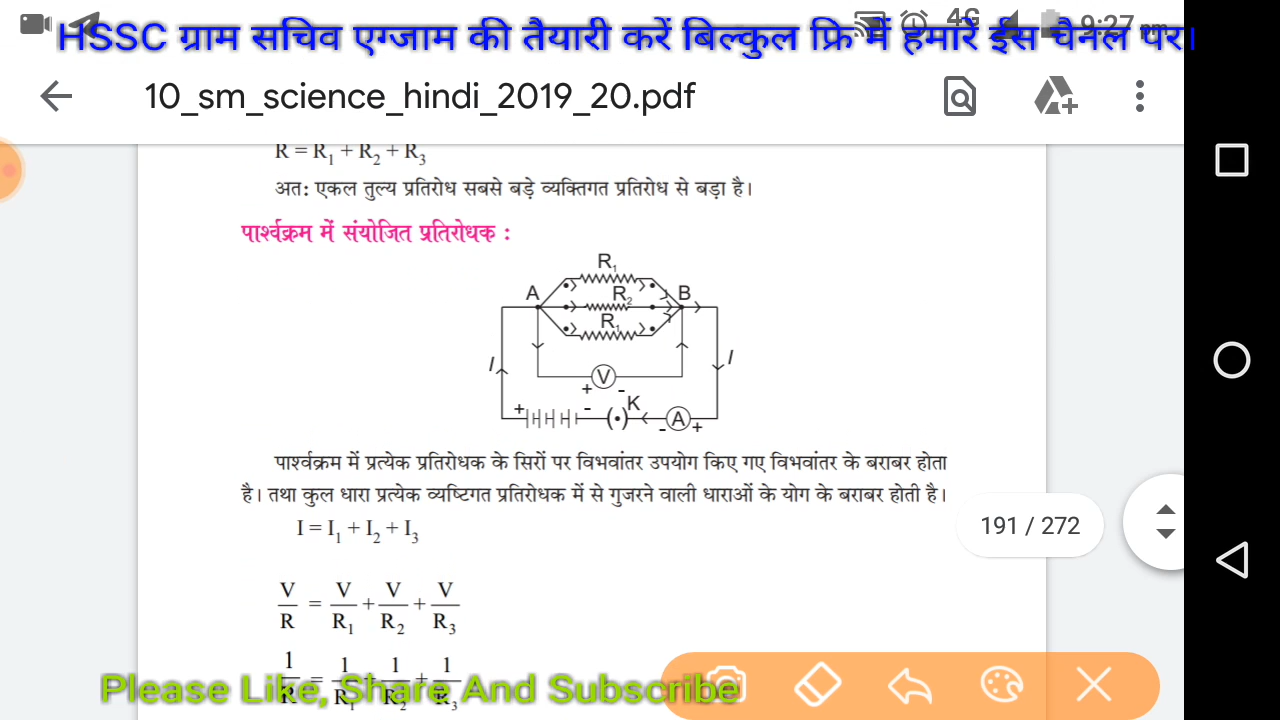 HSSC ग्राम सचिव एग्जाम की तैयारी करें बिल्कुल फ्रि में हमारे ईस चैनल पर।
4G 9:27 pm
10_sm_science_hindi_2019_20.pdf
R = R₁ + R₂ + R₃
अत: एकल तुल्य प्रतिरोध सबसे बड़े व्यक्तिगत प्रतिरोध से बड़ा है।
पार्श्वक्रम में संयोजित प्रतिरोधक :
R₁
A R₂ B
R₁
I I
+ V -
+ - K - A +
पार्श्वक्रम में प्रत्येक प्रतिरोधक के सिरों पर विभवांतर उपयोग किए गए विभवांतर के बराबर होता
है। तथा कुल धारा प्रत्येक व्यष्टिगत प्रतिरोधक में से गुजरने वाली धाराओं के योग के बराबर होती है।
191 / 272
I = I₁ + I₂ + I₃
V/R = V/R₁ + V/R₂ + V/R₃
1/R = 1/R₁ + 1/R₂ + 1/R₃
Please Like, Share And Subscribe